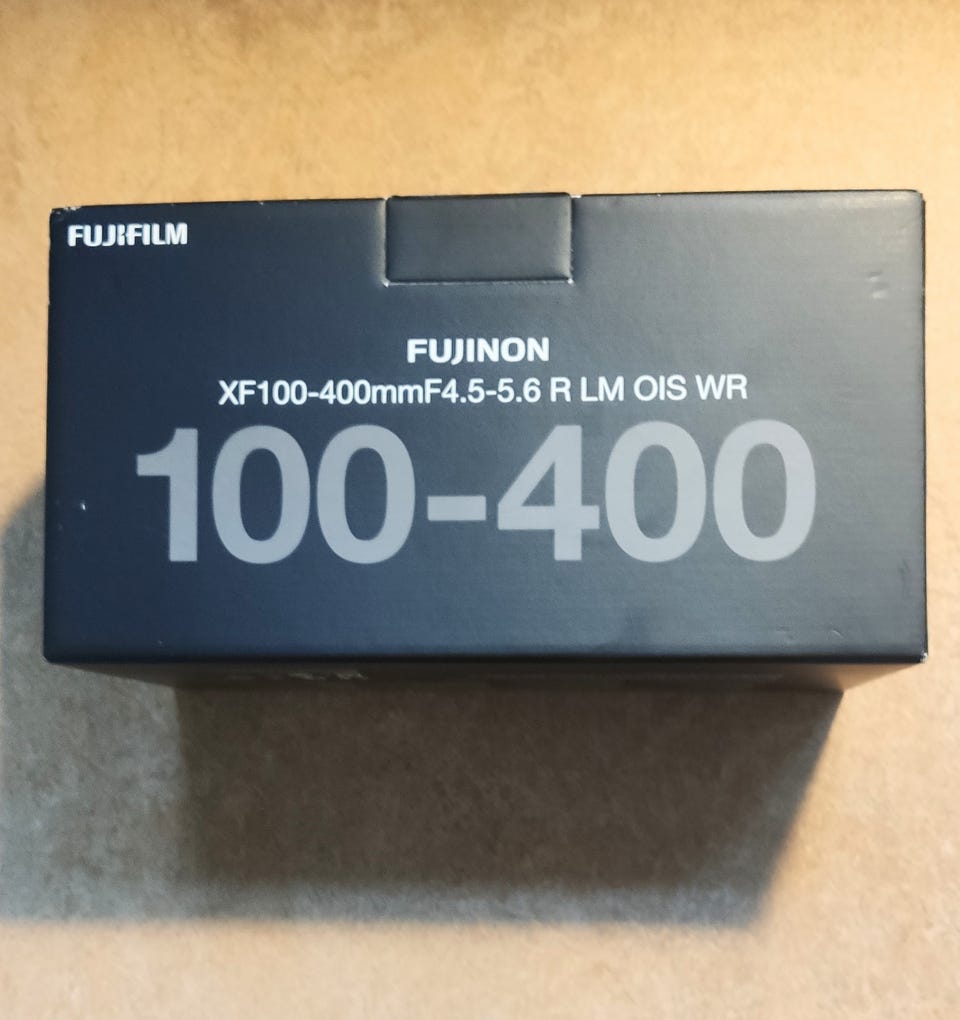 FUJIFILM
FUJINON
XF100-400mmF4.5-5.6 R LM OIS WR
100-400